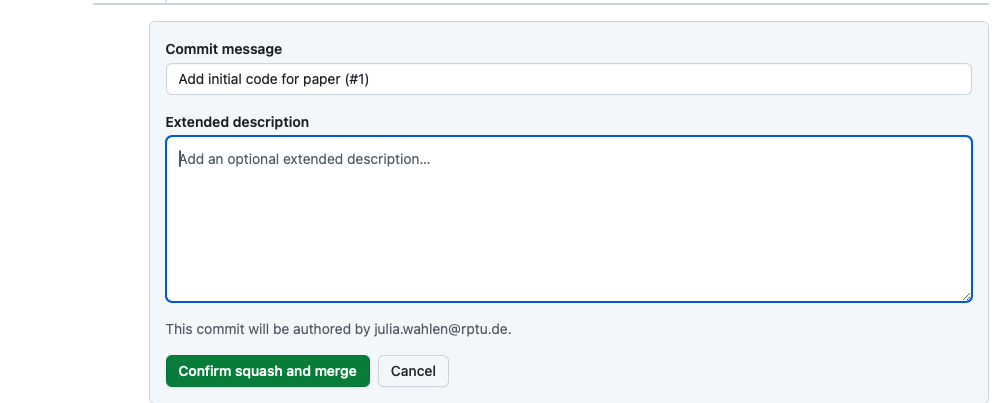 Commit message
Add initial code for paper (#1)
Extended description
Add an optional extended description...
This commit will be authored by julia.wahlen@rptu.de.
Confirm squash and merge Cancel